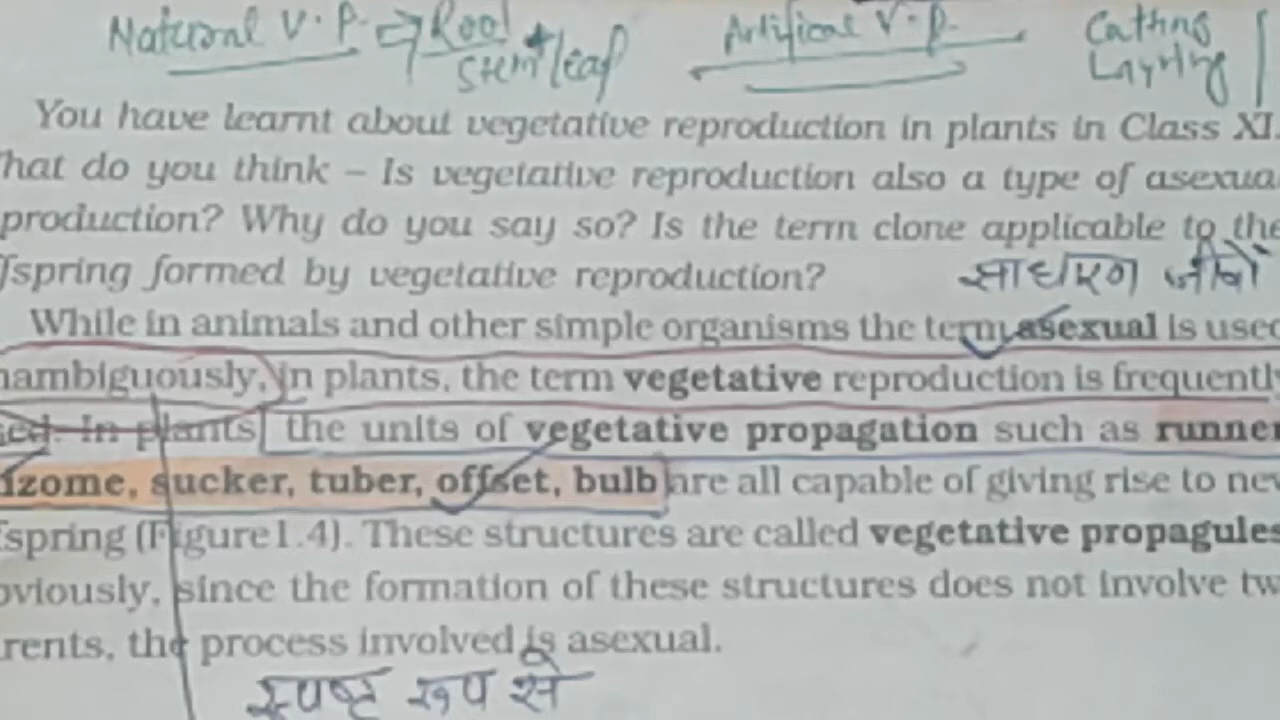 Natural V.P. ⇒ Root Artifical V.P. Cutting
Stem + leaf Layring
You have learnt about vegetative reproduction in plants in Class XI.
hat do you think – Is vegetative reproduction also a type of asexua
production? Why do you say so? Is the term clone applicable to the
ffspring formed by vegetative reproduction?
साधारण जीवों
While in animals and other simple organisms the term asexual is used
nambiguously, in plants, the term vegetative reproduction is frequently
sed. In plants, the units of vegetative propagation such as runner
izome, sucker, tuber, offset, bulb are all capable of giving rise to new
fspring (Figure1.4). These structures are called vegetative propagules
bviously, since the formation of these structures does not involve tw
rents, the process involved is asexual.
स्पष्ट रूप से